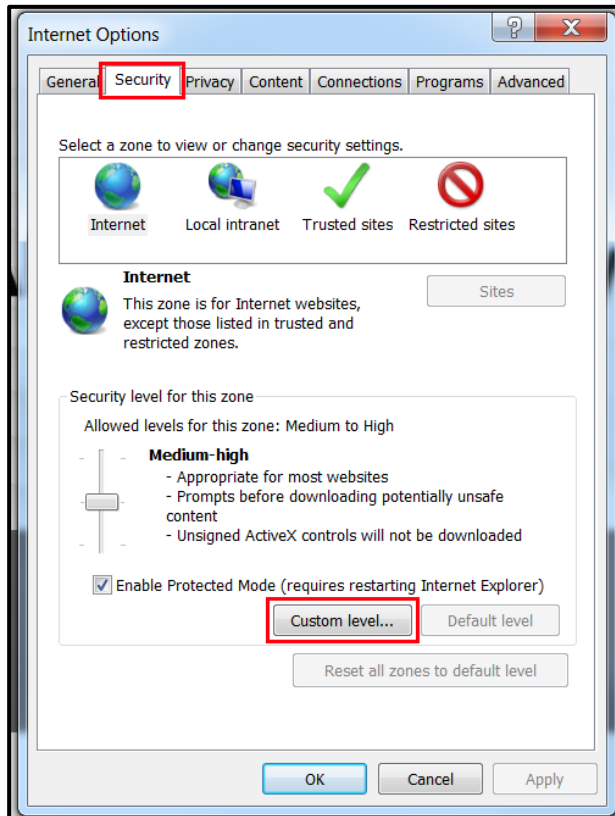 Internet Options
General Security Privacy Content Connections Programs Advanced
Select a zone to view or change security settings.
Internet Local intranet Trusted sites Restricted sites
Internet
Sites
This zone is for Internet websites,
except those listed in trusted and
restricted zones.
Security level for this zone
Allowed levels for this zone: Medium to High
Medium-high
- Appropriate for most websites
- Prompts before downloading potentially unsafe
content
- Unsigned ActiveX controls will not be downloaded
Enable Protected Mode (requires restarting Internet Explorer)
Custom level... Default level
Reset all zones to default level
OK Cancel Apply